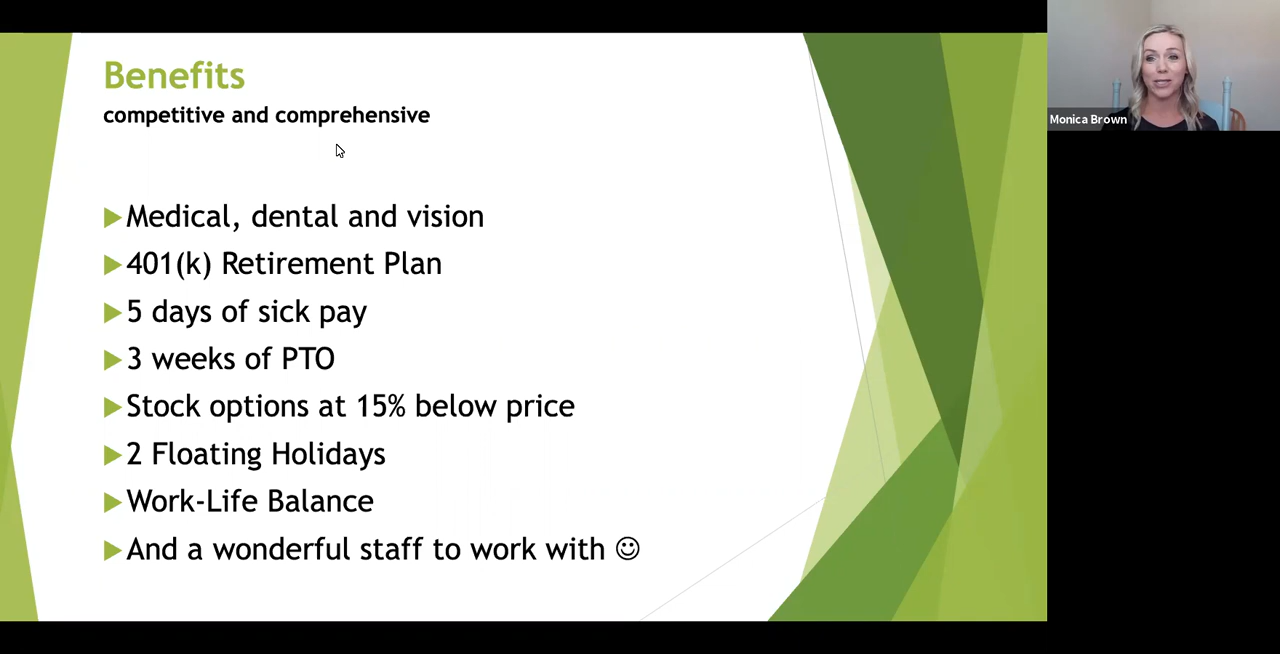 Benefits
competitive and comprehensive
Medical, dental and vision
401(k) Retirement Plan
5 days of sick pay
3 weeks of PTO
Stock options at 15% below price
2 Floating Holidays
Work-Life Balance
And a wonderful staff to work with ☺
Monica Brown